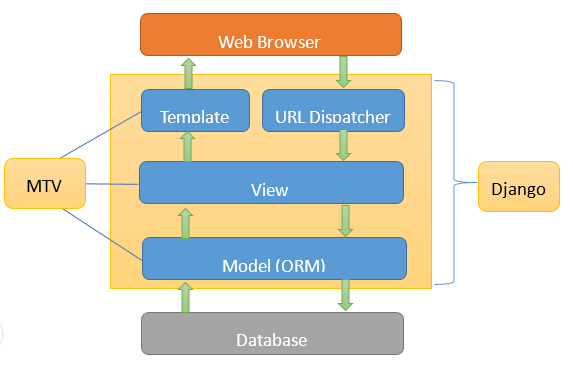 Web Browser
Template
URL Dispatcher
MTV
View
Django
Model (ORM)
Database